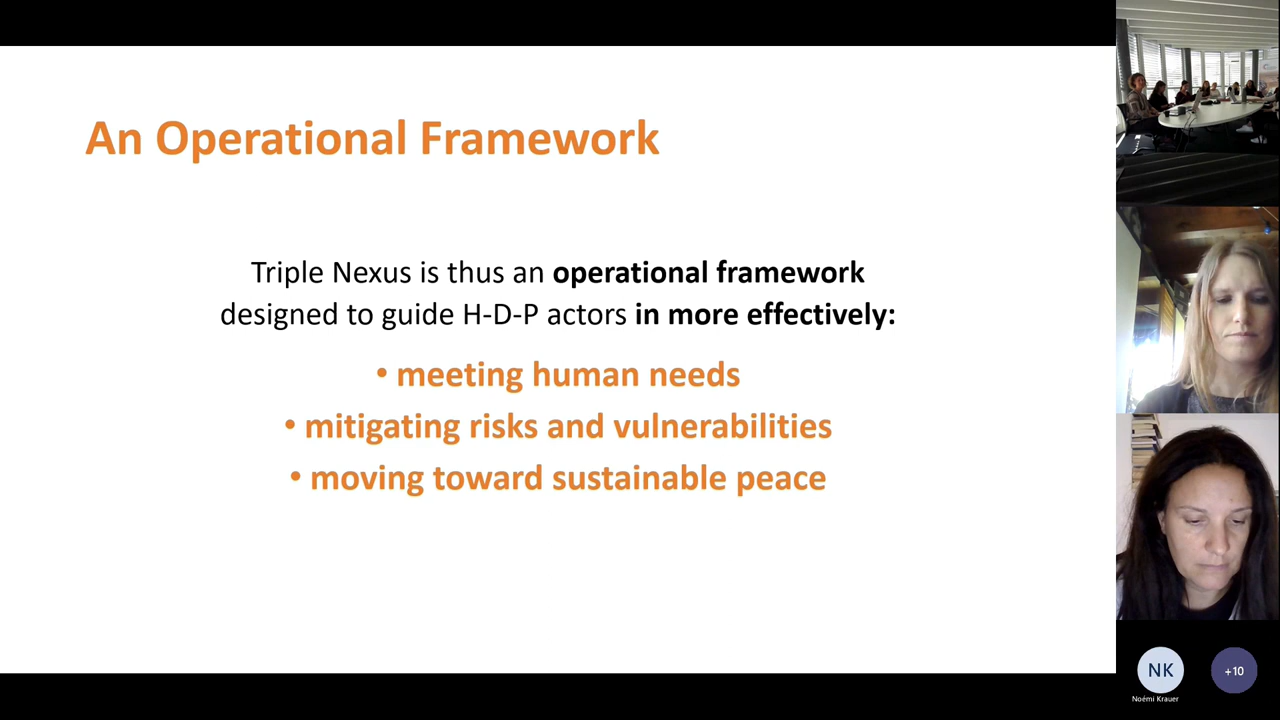 An Operational Framework
Triple Nexus is thus an operational framework
designed to guide H-D-P actors in more effectively:
• meeting human needs
• mitigating risks and vulnerabilities
• moving toward sustainable peace
NK
+10
Noémi Krauer